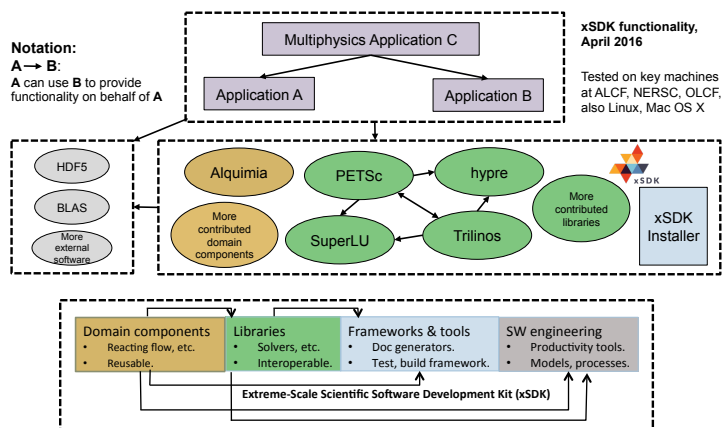 Notation:
A → B:
A can use B to provide
functionality on behalf of A
Multiphysics Application C
Application A
Application B
xSDK functionality,
April 2016
Tested on key machines
at ALCF, NERSC, OLCF,
also Linux, Mac OS X
HDF5
BLAS
More
external
software
Alquimia
More
contributed
domain
components
PETSc
hypre
SuperLU
Trilinos
More
contributed
libraries
xSDK
xSDK
Installer
Domain components
• Reacting flow, etc.
• Reusable.
Libraries
• Solvers, etc.
• Interoperable.
Frameworks & tools
• Doc generators.
• Test, build framework.
SW engineering
• Productivity tools.
• Models, processes.
Extreme-Scale Scientific Software Development Kit (xSDK)